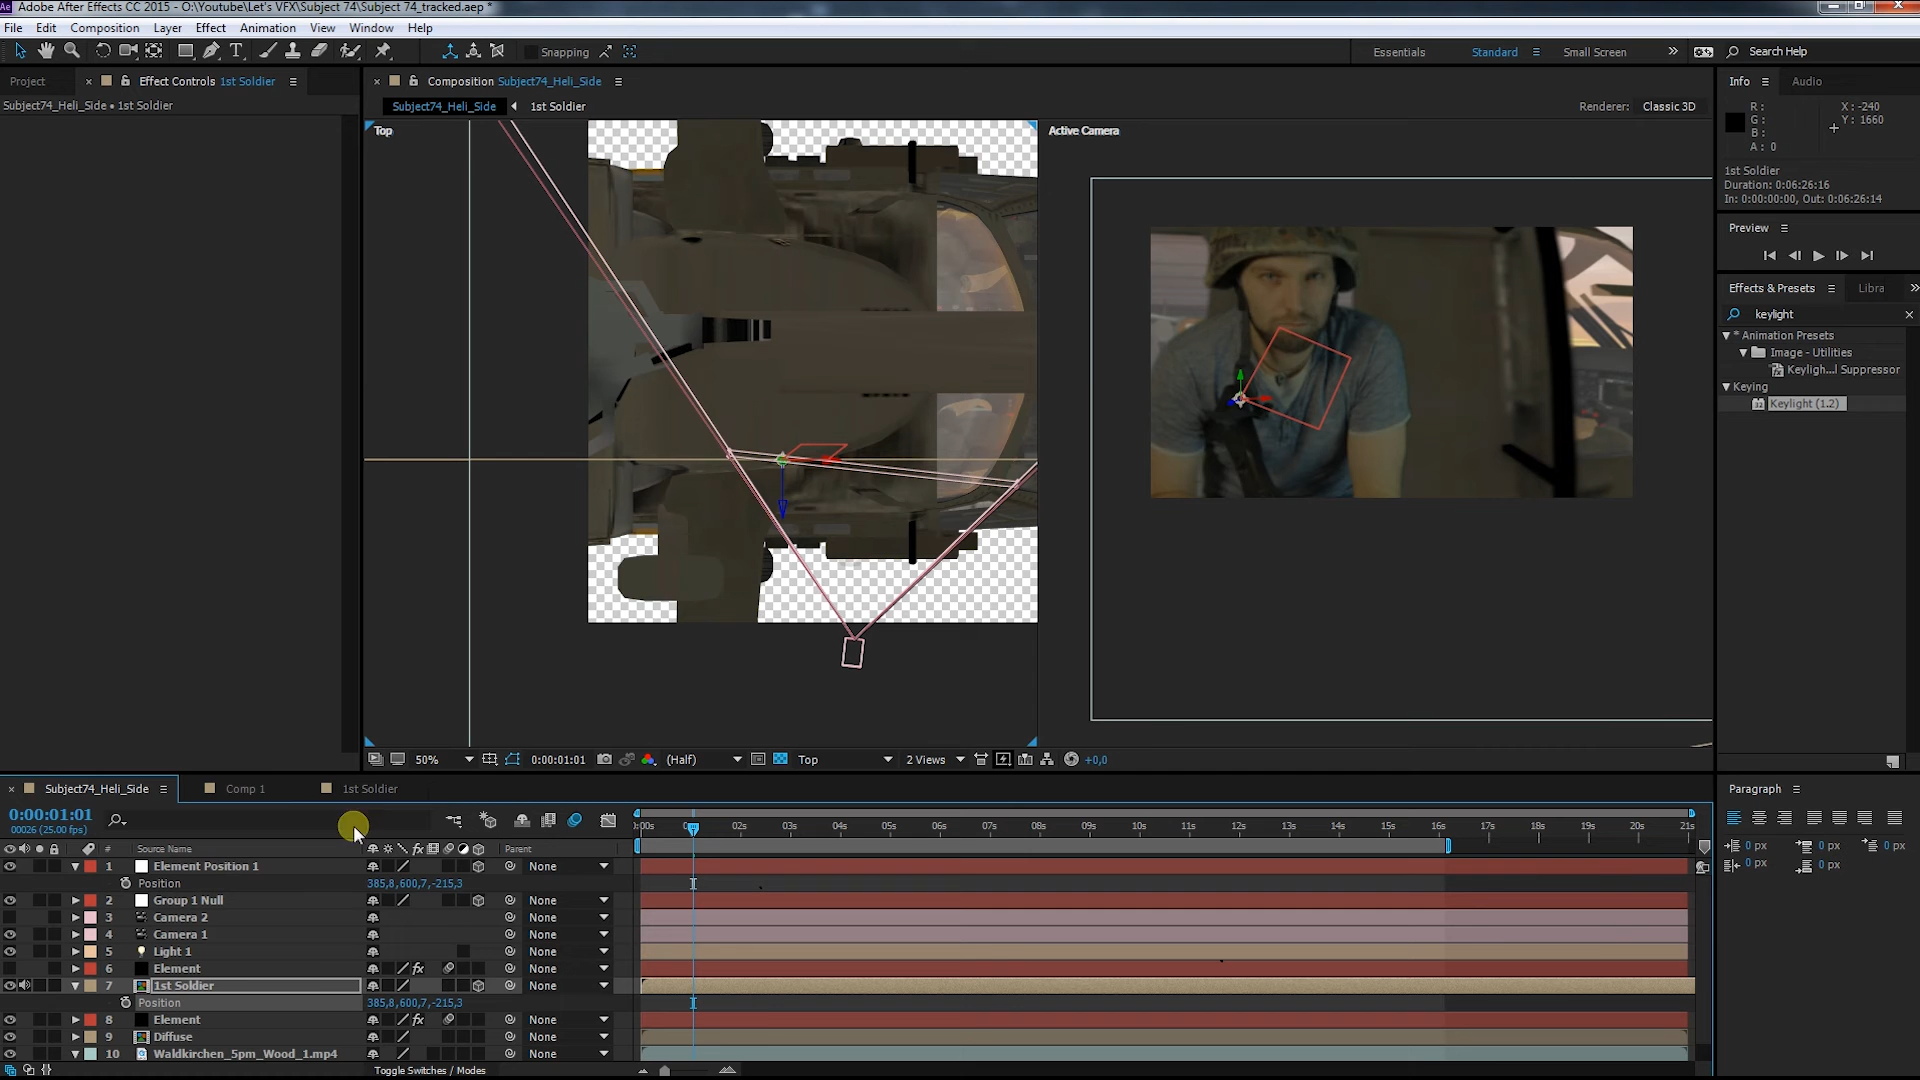 Ae Adobe After Effects CC 2015 - O:\Youtube\Let's VFX\Subject 74\Subject 74_tracked.aep *
File Edit Composition Layer Effect Animation View Window Help
Snapping
Essentials Standard Small Screen Search Help
Project Effect Controls 1st Soldier
Composition Subject74_Heli_Side
Info Audio
Subject74_Heli_Side • 1st Soldier
Subject74_Heli_Side 1st Soldier
Renderer: Classic 3D
R: X: -240
G: Y: 1660
B:
A: 0
Top
Active Camera
1st Soldier
Duration: 0:06:26:16
In: 0:00:00:00, Out: 0:06:26:14
Preview
Effects & Presets Libra
keylight
* Animation Presets
Image - Utilities
Keyligh...l Suppressor
Keying
Keylight (1.2)
50% 0:00:01:01 (Half) Top 2 Views +0,0
Subject74_Heli_Side Comp 1 1st Soldier
Paragraph
0:00:01:01
00026 (25.00 fps)
:00s 02s 03s 04s 05s 06s 07s 08s 09s 10s 11s 12s 13s 14s 15s 16s 17s 18s 19s 20s 21s
# Source Name fx Parent
0 px 0 px 0 px
0 px 0 px
1 Element Position 1 None
Position 385,8,600,7,-215,3
2 Group 1 Null None
3 Camera 2 None
4 Camera 1 None
5 Light 1 None
6 Element fx None
7 1st Soldier None
Position 385,8,600,7,-215,3
8 Element fx None
9 Diffuse None
10 Waldkirchen_5pm_Wood_1.mp4 None
Toggle Switches / Modes